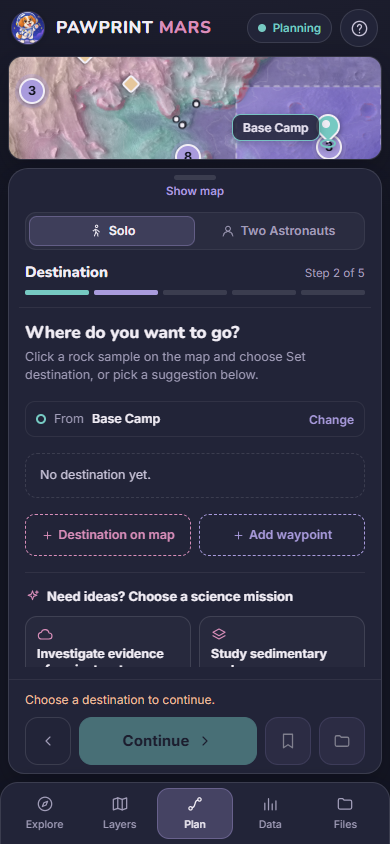 PAWPRINT MARS
Planning
3
Base Camp
8
Show map
Solo
Two Astronauts
Destination
Step 2 of 5
Where do you want to go?
Click a rock sample on the map and choose Set
destination, or pick a suggestion below.
From Base Camp
Change
No destination yet.
+ Destination on map
+ Add waypoint
Need ideas? Choose a science mission
Investigate evidence
Study sedimentary
Choose a destination to continue.
Continue
Explore
Layers
Plan
Data
Files